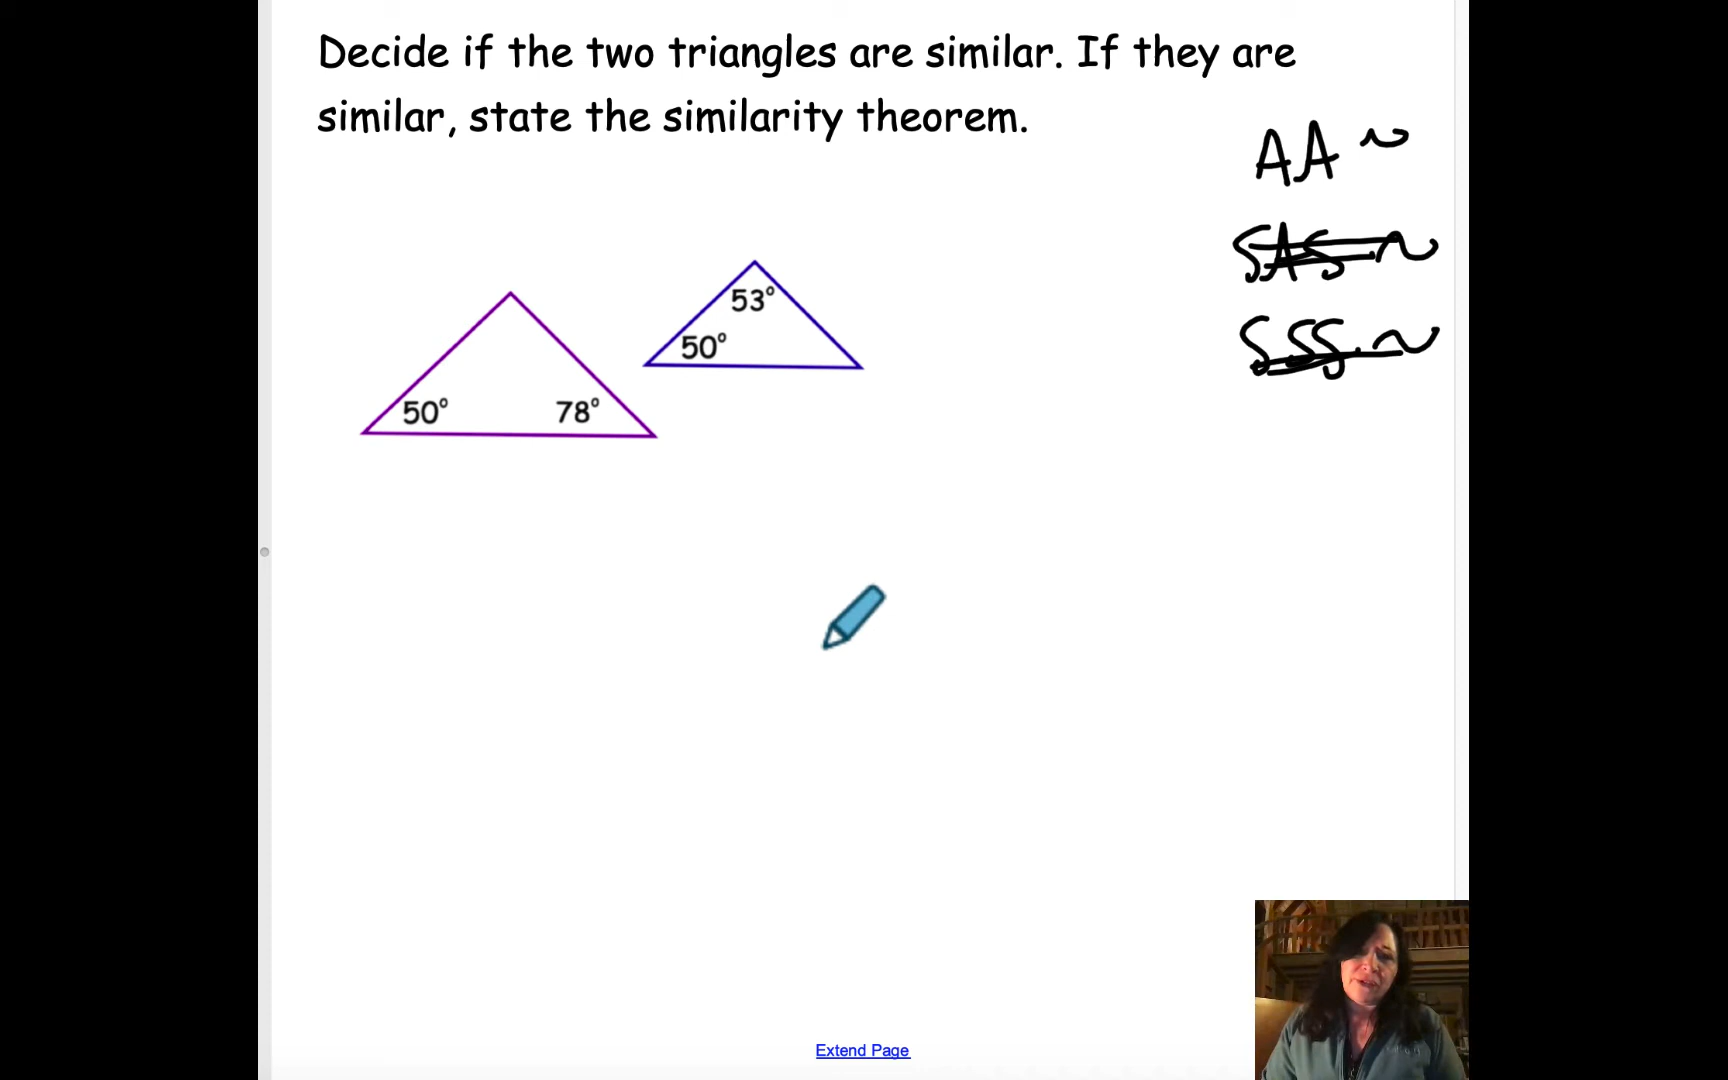 Decide if the two triangles are similar. If they are
similar, state the similarity theorem.
AA ~
SAS ~
SSS ~
53°
50°
50° 78°
Extend Page